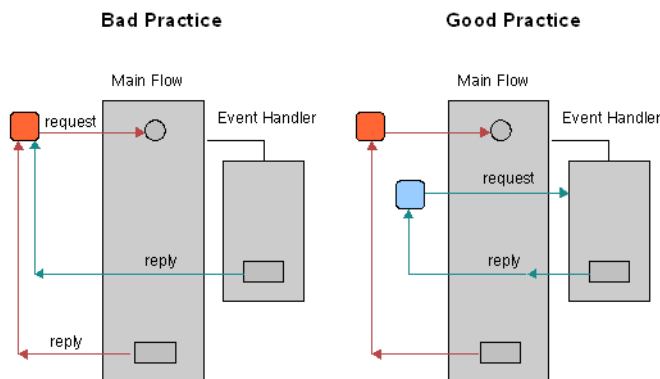 Bad Practice
Good Practice
Main Flow
Main Flow
request
Event Handler
Event Handler
request
reply
reply
reply